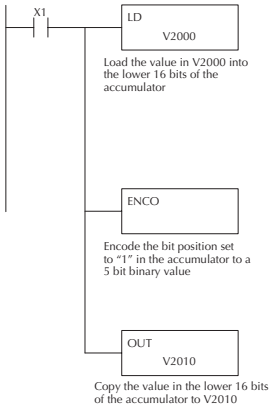 X1
LD
V2000
Load the value in V2000 into
the lower 16 bits of the
accumulator
ENCO
Encode the bit position set
to “1” in the accumulator to a
5 bit binary value
OUT
V2010
Copy the value in the lower 16 bits
of the accumulator to V2010